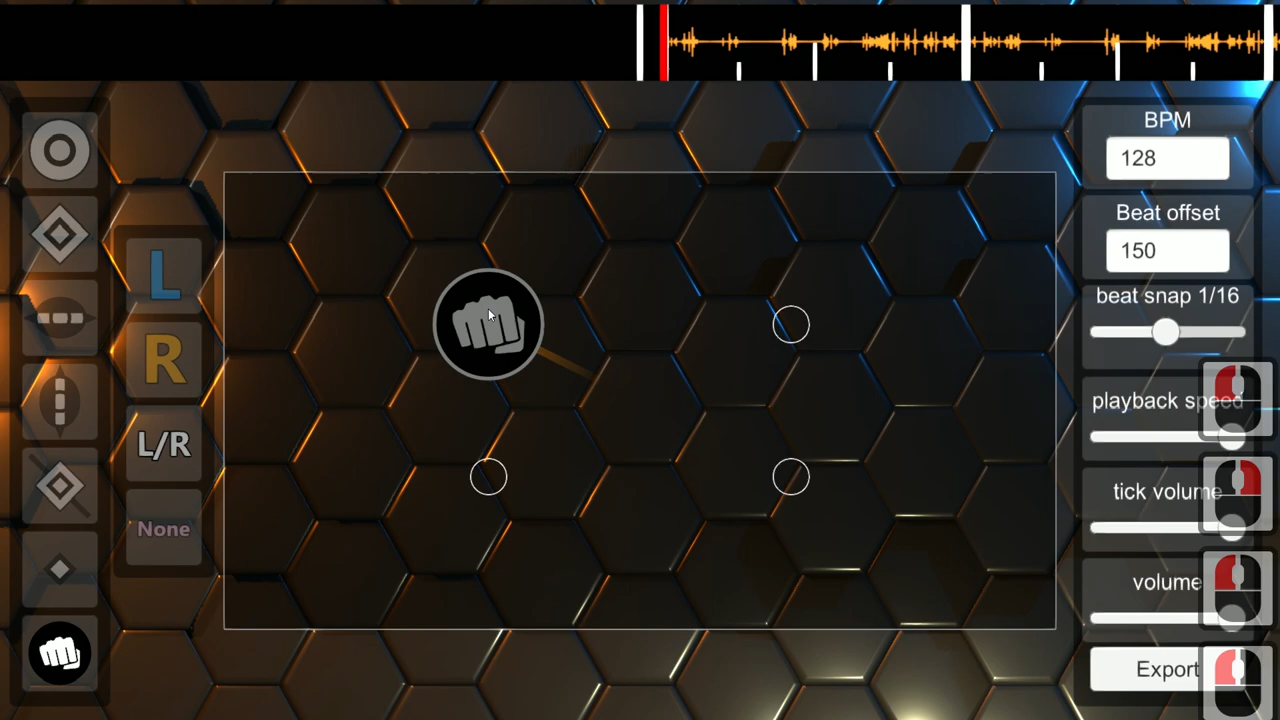 BPM
128
Beat offset
150
beat snap 1/16
playback speed
tick volume
volume
Export
L
R
L/R
None